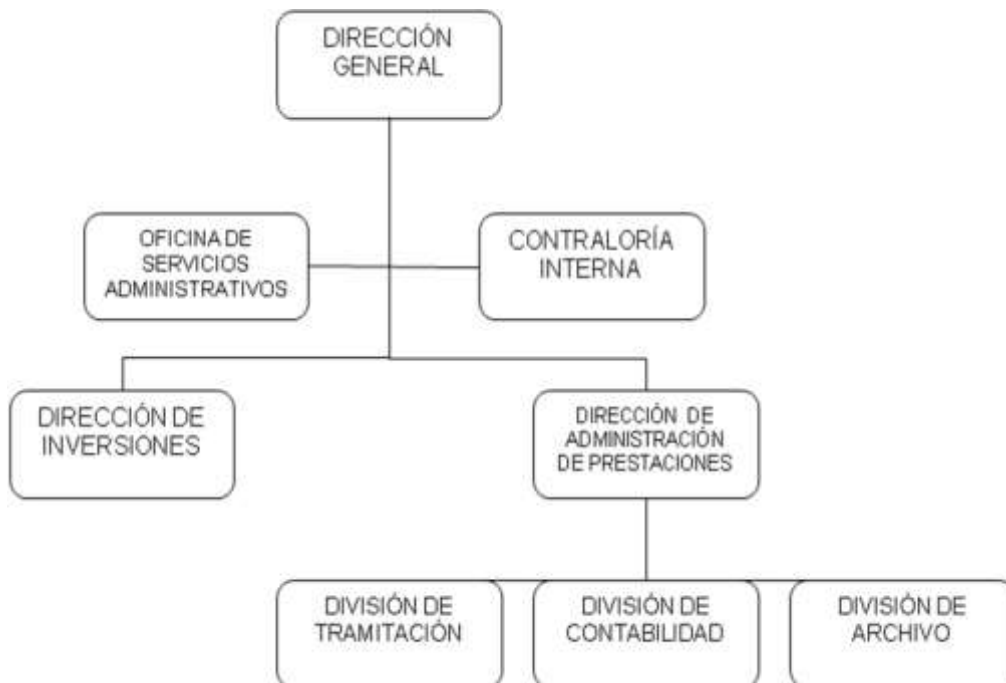 DIRECCIÓN
GENERAL
OFICINA DE
SERVICIOS
ADMINISTRATIVOS
CONTRALORÍA
INTERNA
DIRECCIÓN DE
INVERSIONES
DIRECCIÓN DE
ADMINISTRACIÓN
DE PRESTACIONES
DIVISIÓN DE
TRAMITACIÓN
DIVISIÓN DE
CONTABILIDAD
DIVISIÓN DE
ARCHIVO